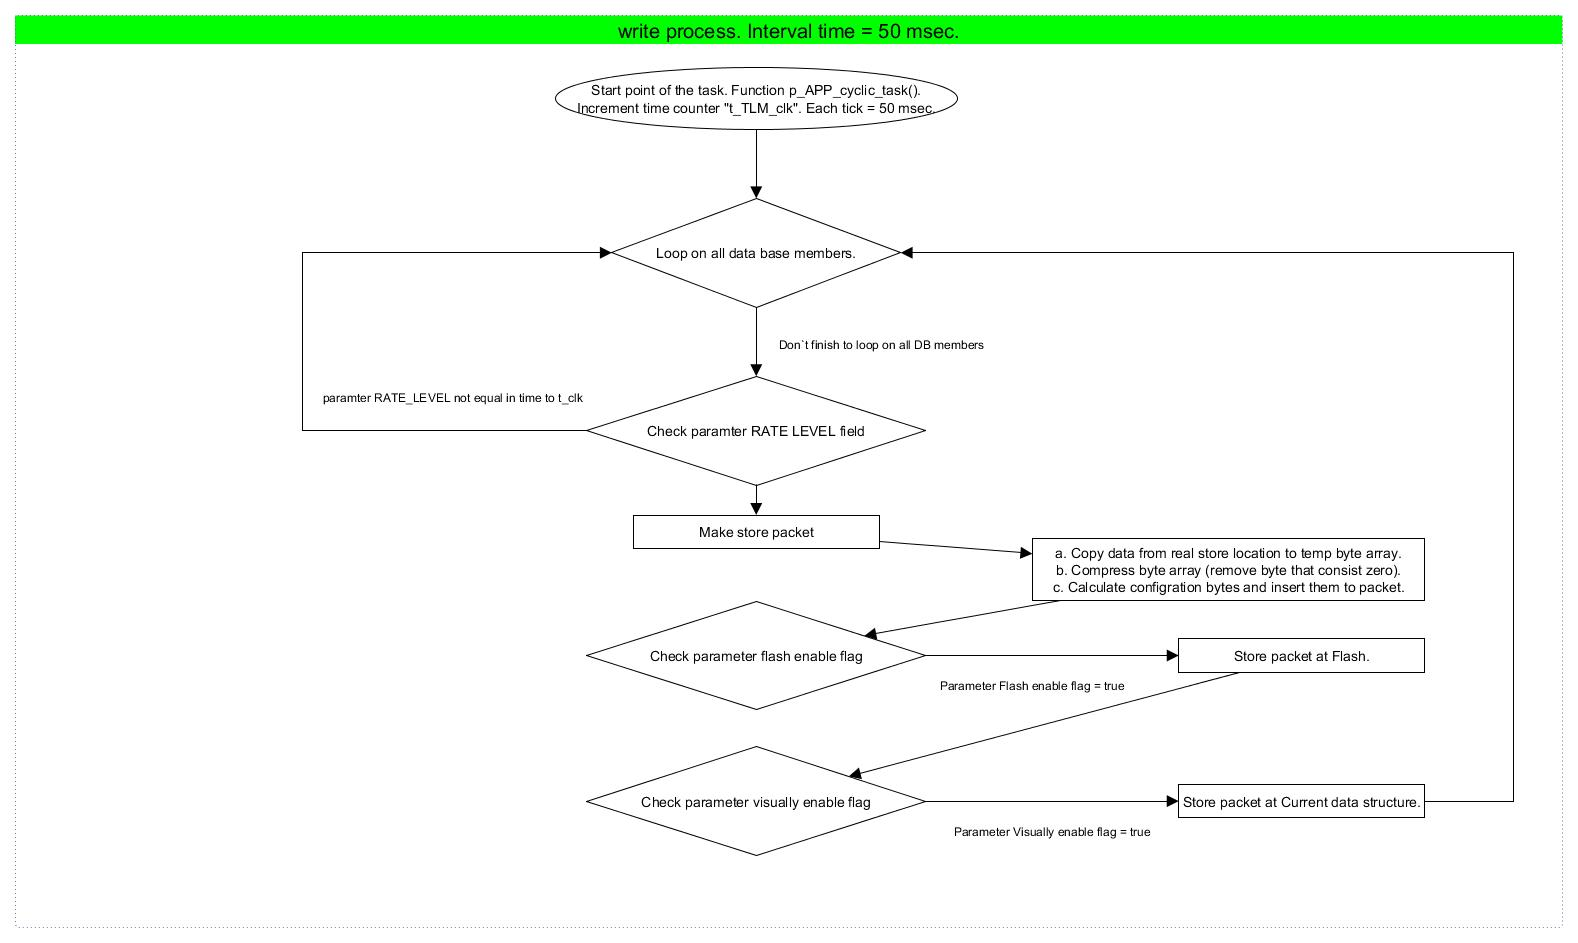 write process. Interval time = 50 msec.
Start point of the task. Function p_APP_cyclic_task().
Increment time counter "t_TLM_clk". Each tick = 50 msec.
Loop on all data base members.
Don`t finish to loop on all DB members
paramter RATE_LEVEL not equal in time to t_clk
Check paramter RATE LEVEL field
Make store packet
a. Copy data from real store location to temp byte array.
b. Compress byte array (remove byte that consist zero).
c. Calculate configration bytes and insert them to packet.
Check parameter flash enable flag
Store packet at Flash.
Parameter Flash enable flag = true
Check parameter visually enable flag
Store packet at Current data structure.
Parameter Visually enable flag = true